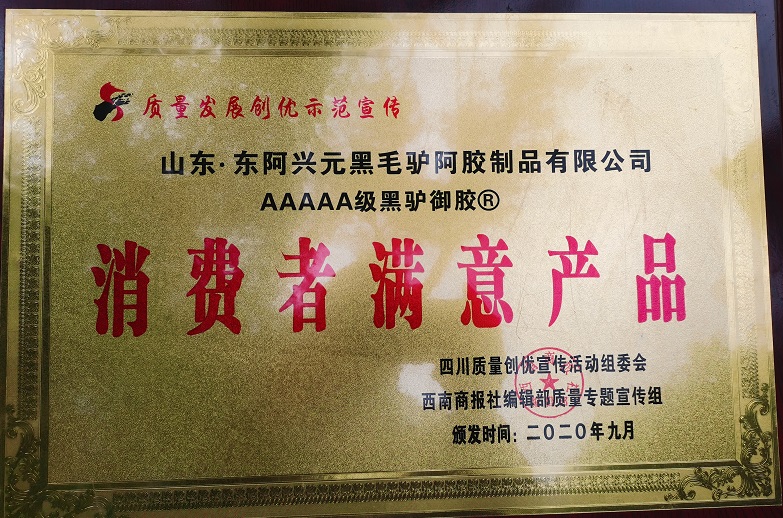 质量发展创优示范宣传
山东·东阿兴元黑毛驴阿胶制品有限公司
AAAAA级黑驴御胶®
消费者满意产品
四川质量创优宣传活动组委会
西南商报社编辑部质量专题宣传组
颁发时间：二〇二〇年九月